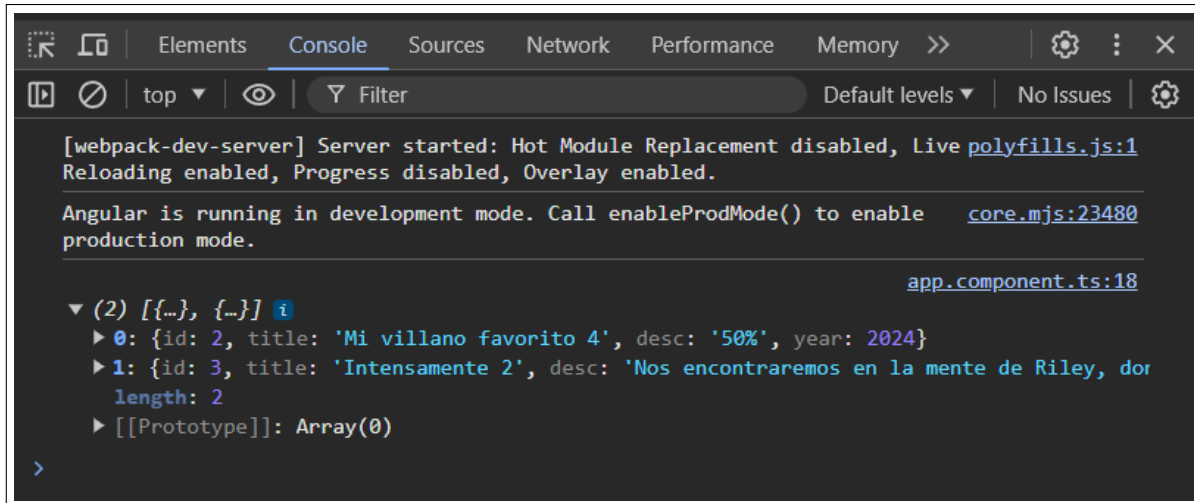 Elements Console Sources Network Performance Memory
top Filter Default levels No Issues
[webpack-dev-server] Server started: Hot Module Replacement disabled, Live polyfills.js:1
Reloading enabled, Progress disabled, Overlay enabled.
Angular is running in development mode. Call enableProdMode() to enable core.mjs:23480
production mode.
app.component.ts:18
(2) [{…}, {…}] i
0: {id: 2, title: 'Mi villano favorito 4', desc: '50%', year: 2024}
1: {id: 3, title: 'Intensamente 2', desc: 'Nos encontraremos en la mente de Riley,
length: 2
[[Prototype]]: Array(0)